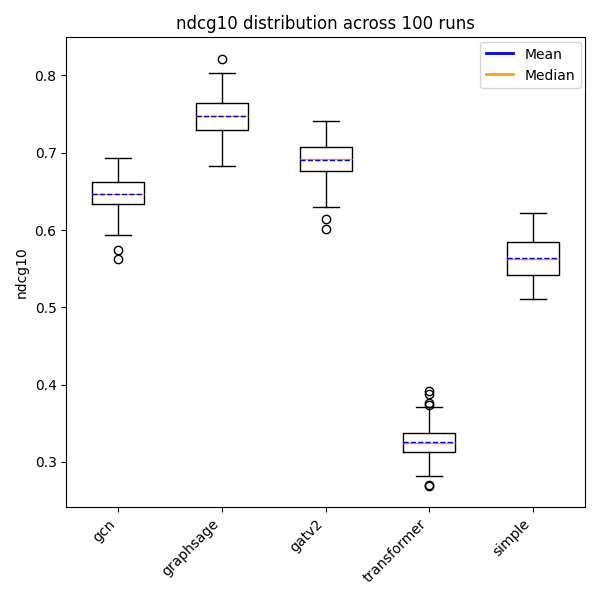 ndcg10 distribution across 100 runs
Mean
Median
ndcg10
0.8
0.7
0.6
0.5
0.4
0.3
gcn
graphsage
gatv2
transformer
simple